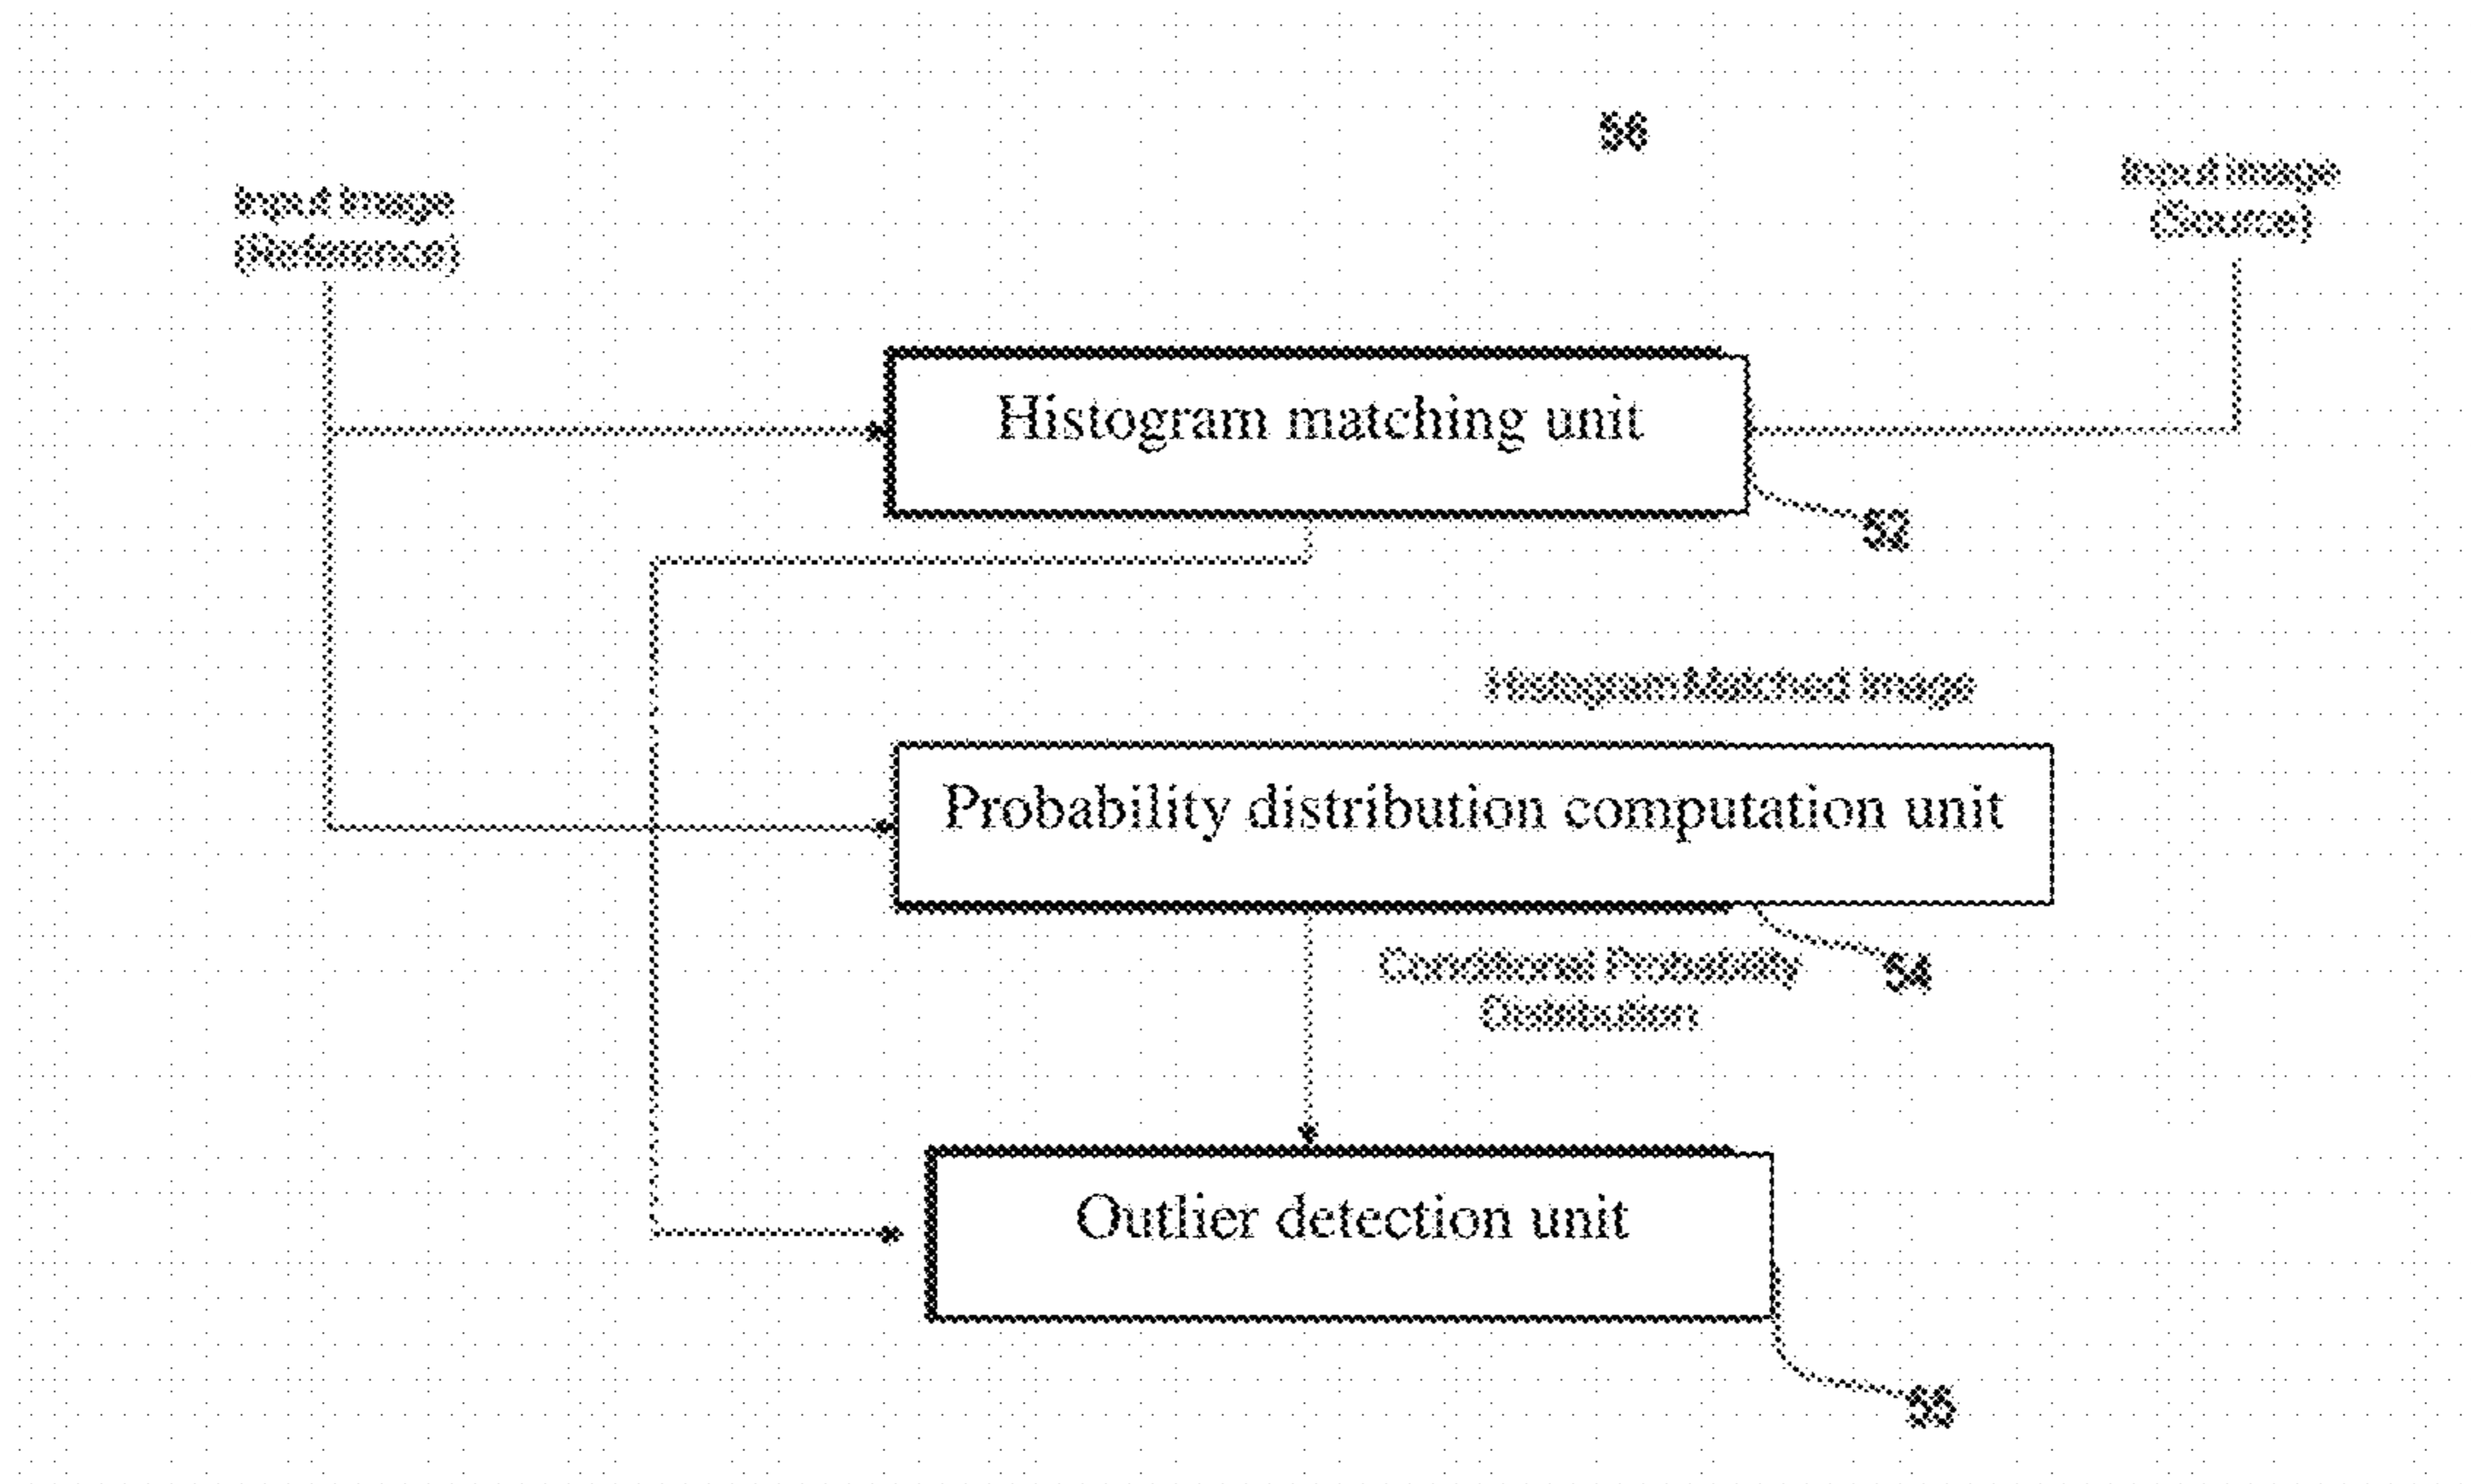 56
Input Image
(Reference)
Input Image
(Source)
Histogram matching unit
52
Histogram Matched Image
Probability distribution computation unit
54
Conditional Probability
Distribution
Outlier detection unit